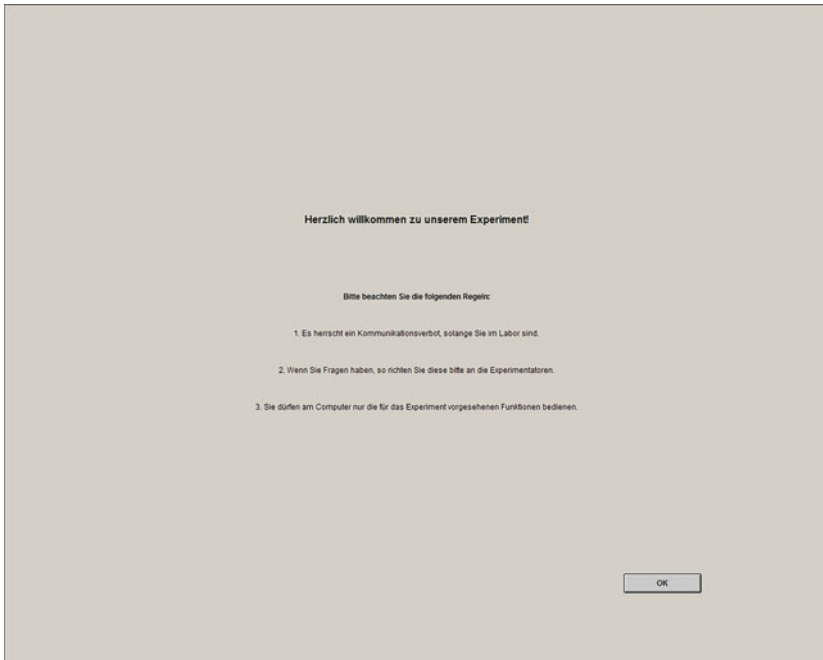 Herzlich willkommen zu unserem Experiment!
Bitte beachten Sie die folgenden Regeln:
1. Es herrscht ein Kommunikationsverbot, solange Sie im Labor sind.
2. Wenn Sie Fragen haben, so richten Sie diese bitte an die Experimentatoren.
3. Sie dürfen am Computer nur die für das Experiment vorgesehenen Funktionen bedienen.
OK